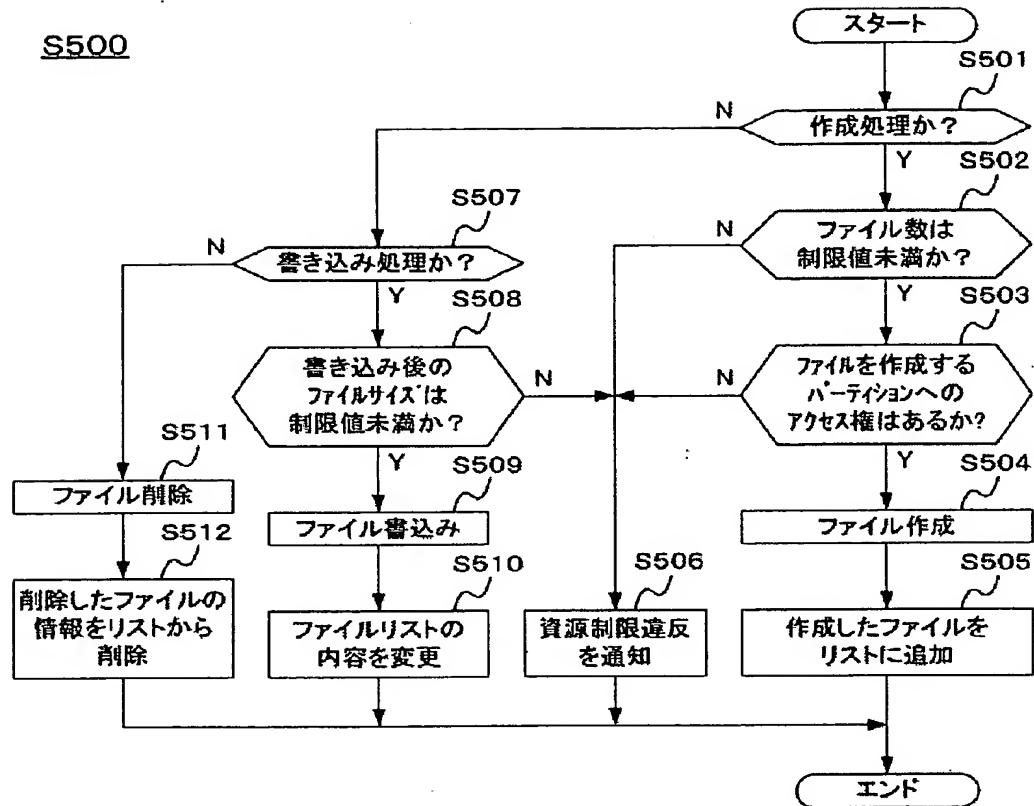 S500
スタート
S501
作成処理か?
N
Y
S502
ファイル数は
制限値未満か?
N
Y
S503
ファイルを作成する
パーティションへの
アクセス権はあるか?
N
Y
S504
ファイル作成
S505
作成したファイルを
リストに追加
S506
資源制限違反
を通知
S507
書き込み処理か?
N
Y
S508
書き込み後の
ファイルサイズは
制限値未満か?
N
Y
S509
ファイル書込み
S510
ファイルリストの
内容を変更
S511
ファイル削除
S512
削除したファイルの
情報をリストから
削除
エンド